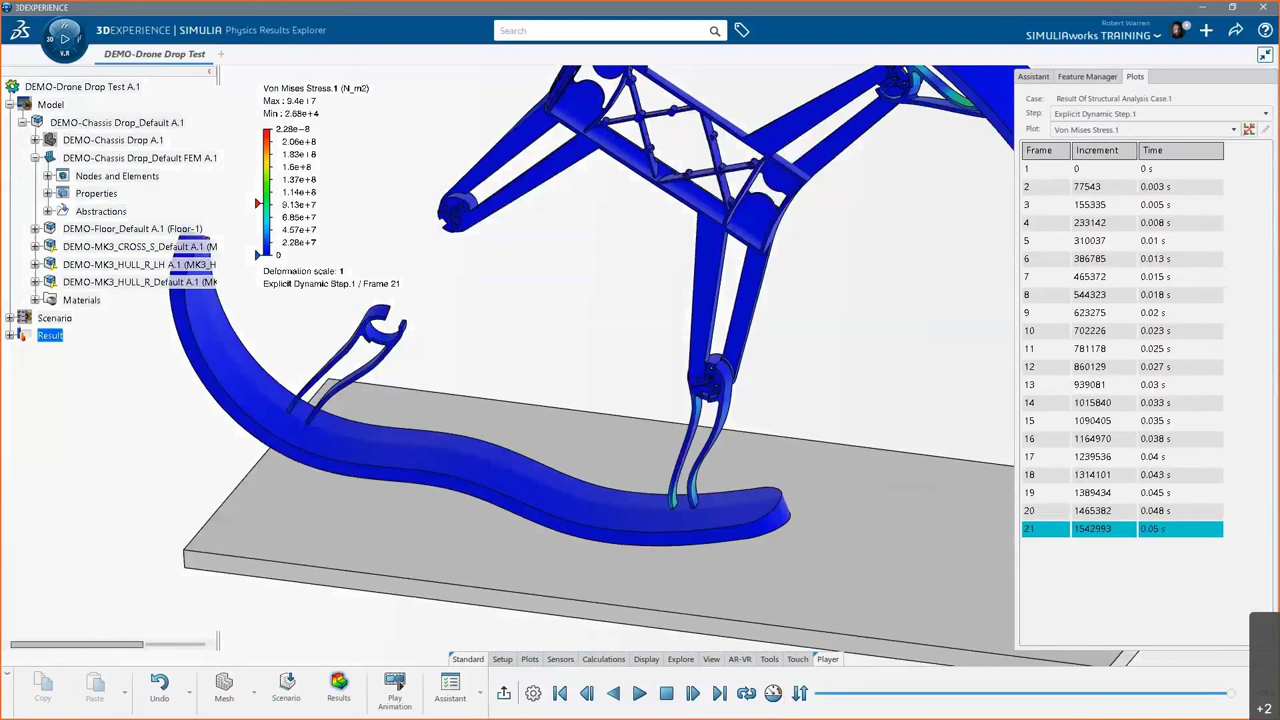 3DEXPERIENCE
3DEXPERIENCE | SIMULIA Physics Results Explorer
3D
V.R
Search
Robert Warren
SIMULIAworks TRAINING
DEMO-Drone Drop Test
DEMO-Drone Drop Test A.1
Model
DEMO-Chassis Drop_Default A.1
DEMO-Chassis Drop A.1
DEMO-Chassis Drop_Default FEM A.1
Nodes and Elements
Properties
Abstractions
DEMO-Floor_Default A.1 (Floor-1)
DEMO-MK3_CROSS_S_Default A.1 (M
DEMO-MK3_HULL_R_LH A.1 (MK3_H
DEMO-MK3_HULL_R_Default A.1 (MK
Materials
Scenario
Result
Von Mises Stress.1 (N_m2)
Max : 9.4e+7
Min : 2.68e+4
2.28e-8
2.06e+8
1.83e+8
1.6e+8
1.37e+8
1.14e+8
9.13e+7
6.85e+7
4.57e+7
2.28e+7
0
Deformation scale: 1
Explicit Dynamic Step.1 / Frame 21
Assistant Feature Manager Plots
Case: Result Of Structural Analysis Case.1
Step: Explicit Dynamic Step.1
Plot: Von Mises Stress.1
Frame Increment Time
1 0 0 s
2 77543 0.003 s
3 155335 0.005 s
4 233142 0.008 s
5 310037 0.01 s
6 386785 0.013 s
7 465372 0.015 s
8 544323 0.018 s
9 623275 0.02 s
10 702226 0.023 s
11 781178 0.025 s
12 860129 0.027 s
13 939081 0.03 s
14 1015840 0.033 s
15 1090405 0.035 s
16 1164970 0.038 s
17 1239536 0.04 s
18 1314101 0.043 s
19 1389434 0.045 s
20 1465382 0.048 s
21 1542993 0.05 s
Standard Setup Plots Sensors Calculations Display Explore View AR-VR Tools Touch Player
Copy
Paste
Undo
Mesh
Scenario
Results
Play Animation
Assistant
+2